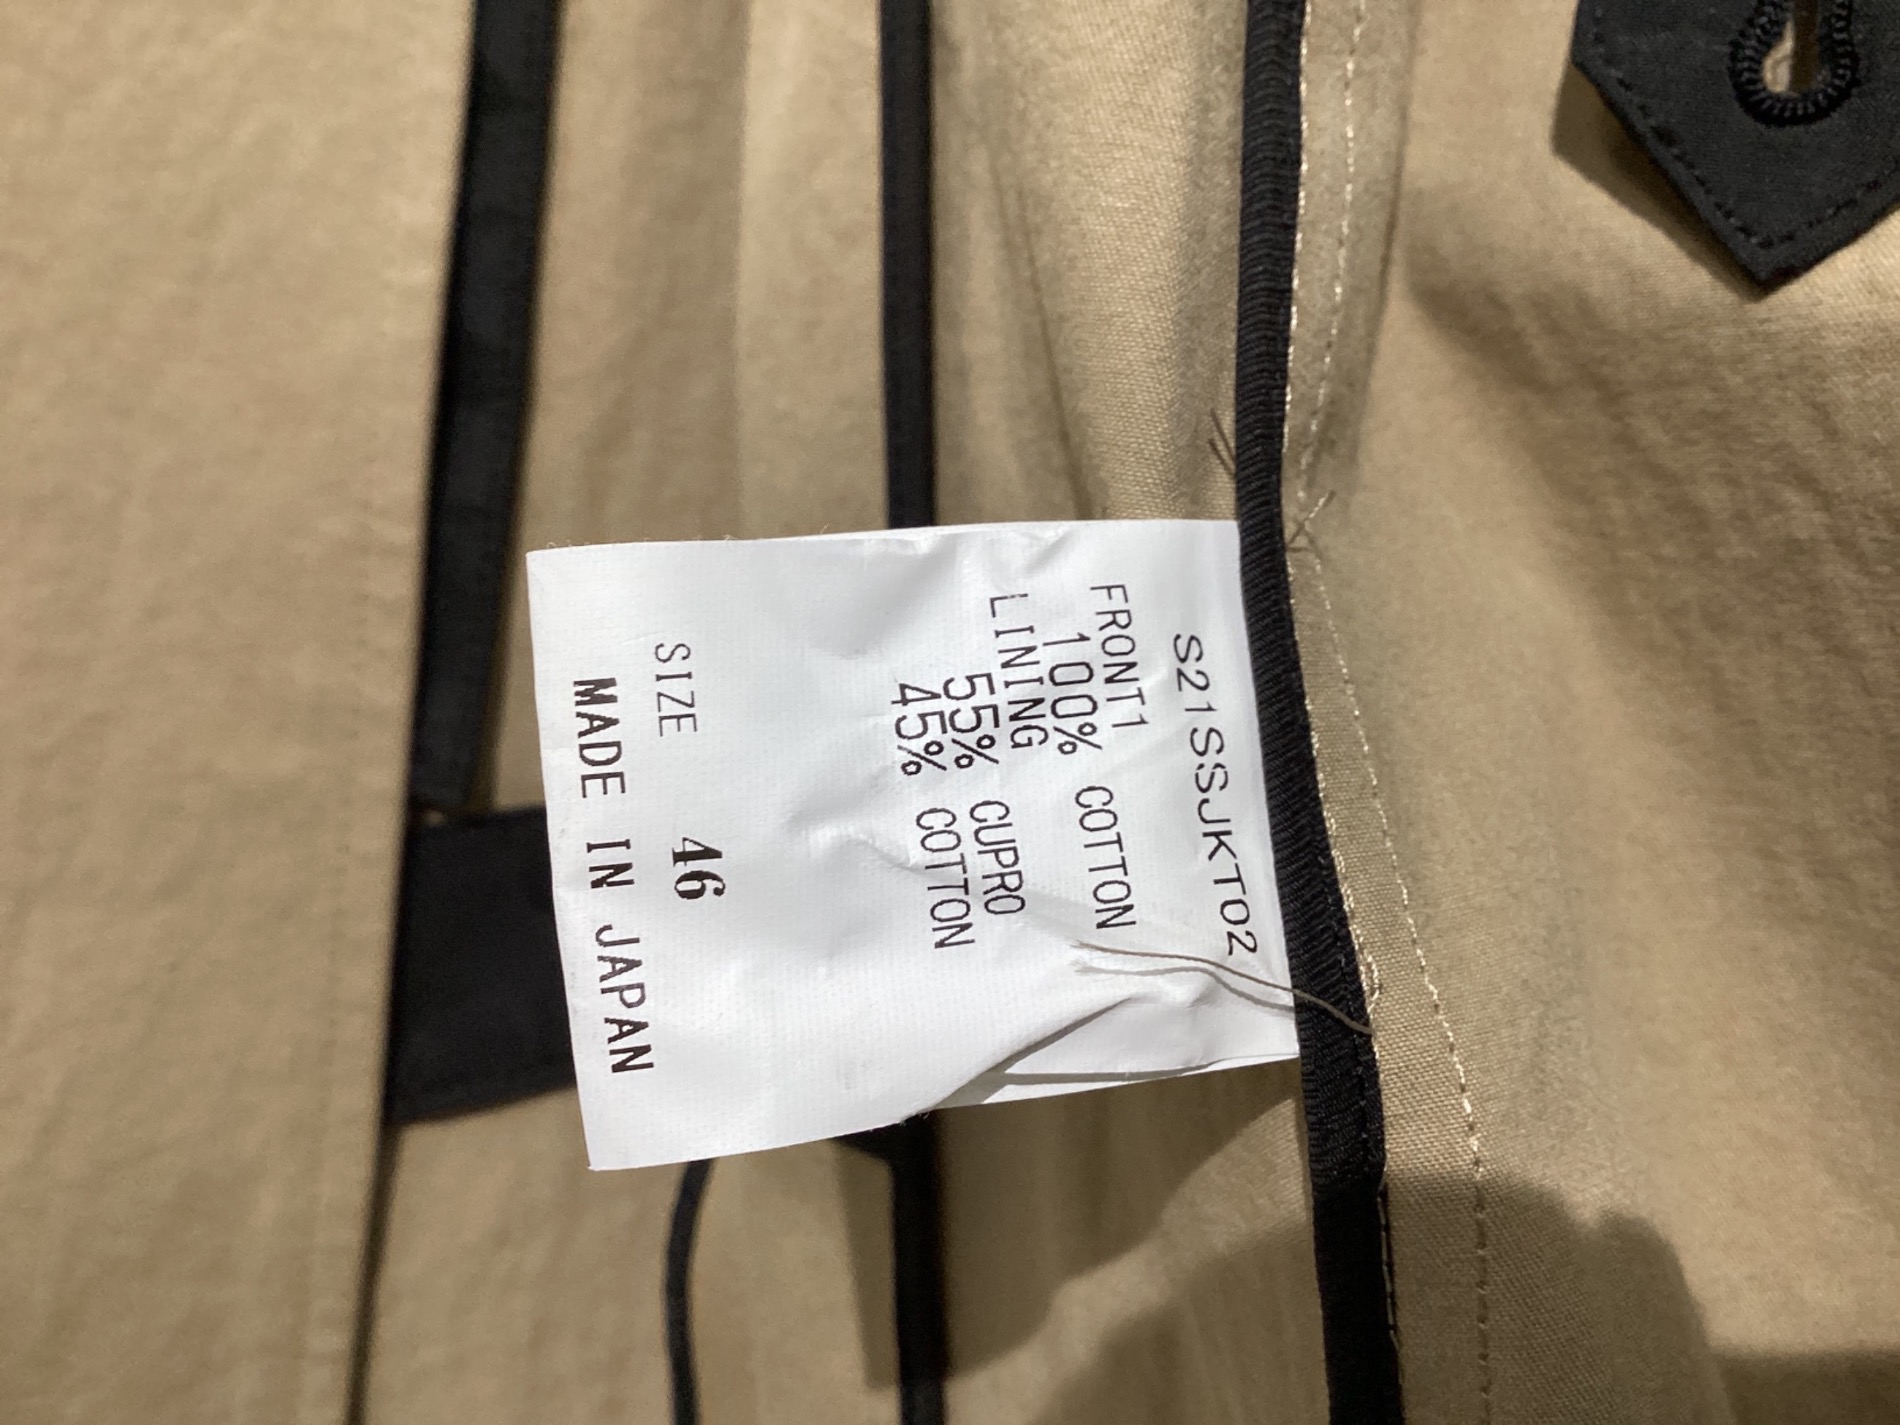 S21SSJKT02
FRONT1
100% COTTON
LINING
55% CUPRO
45% COTTON
SIZE 46
MADE IN JAPAN